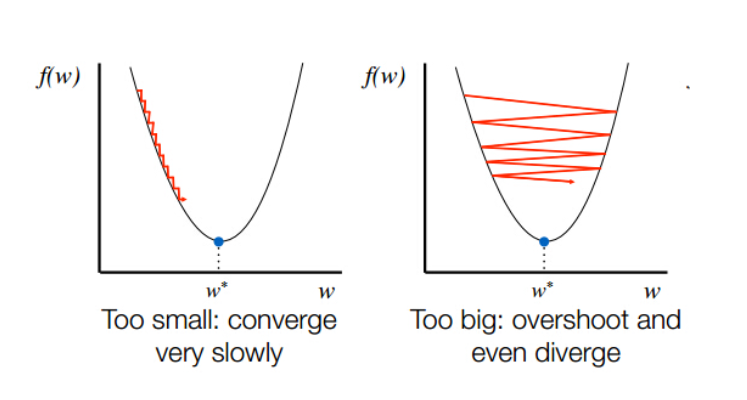 f(w)
w*
w
Too small: converge
very slowly
f(w)
w*
w
Too big: overshoot and
even diverge